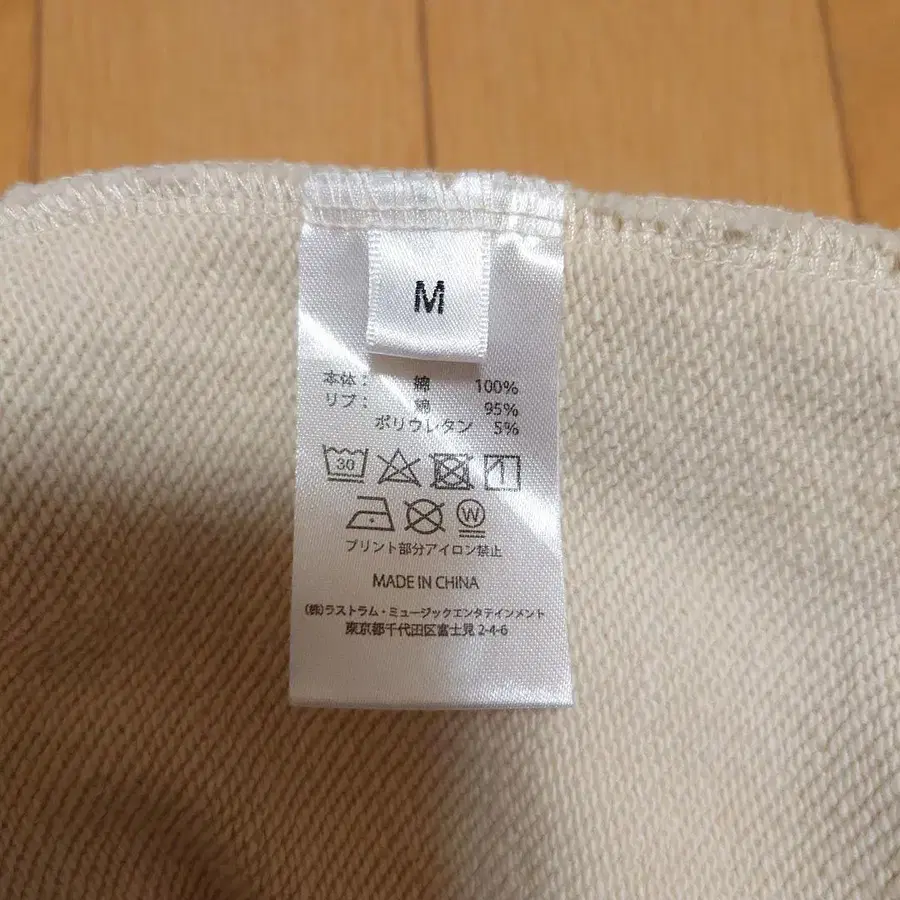 M
本体： 綿 100%
リブ： 綿 95%
ポリウレタン 5%
30
W
プリント部分アイロン禁止
MADE IN CHINA
(株)ラストラム・ミュージックエンタテインメント
東京都千代田区富士見 2-4-6